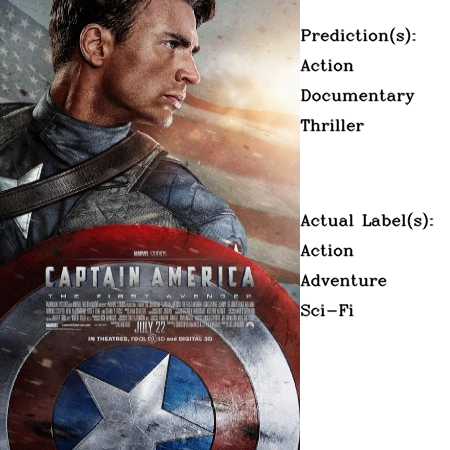 Prediction(s):
Action
Documentary
Thriller
Actual Label(s):
Action
Adventure
Sci-Fi
MARVEL STUDIOS
CAPTAIN AMERICA
THE FIRST AVENGER
JULY 22
IN THEATRES, REAL D 3D and DIGITAL 3D